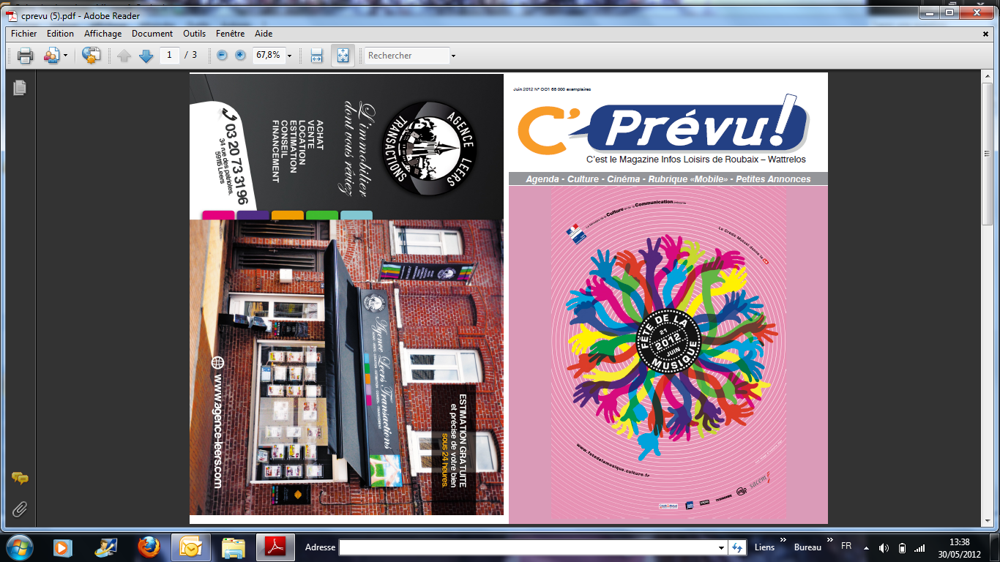 cprevu (5).pdf - Adobe Reader
Fichier Edition Affichage Document Outils Fenêtre Aide
1 / 3
67,8%
Rechercher
AGENCE LEERS
TRANSACTIONS
L'immobilier
dont vous rêviez
ACHAT
VENTE
LOCATION
ESTIMATION
CONSEIL
FINANCEMENT
03 20 73 31 96
34 rue des patriotes.
59115 Leers
Agence Leers Transactions
ESTIMATION GRATUITE
et précise de votre bien
sous 24 heures.
www.agence-leers.com
Juin 2012 N° OO1 65 000 exemplaires
C' Prévu!
C'est le Magazine Infos Loisirs de Roubaix – Wattrelos
Agenda - Culture - Cinéma - Rubrique «Mobile» - Petites Annonces
Le Ministère de la Culture et de la Communication
Le Crédit Mutuel donne le LA
FÊTE DE LA
21
2012
JUIN
MUSIQUE
www.fetedelamusique.culture.fr
sacem
Adresse
Liens
Bureau
FR
13:38
30/05/2012